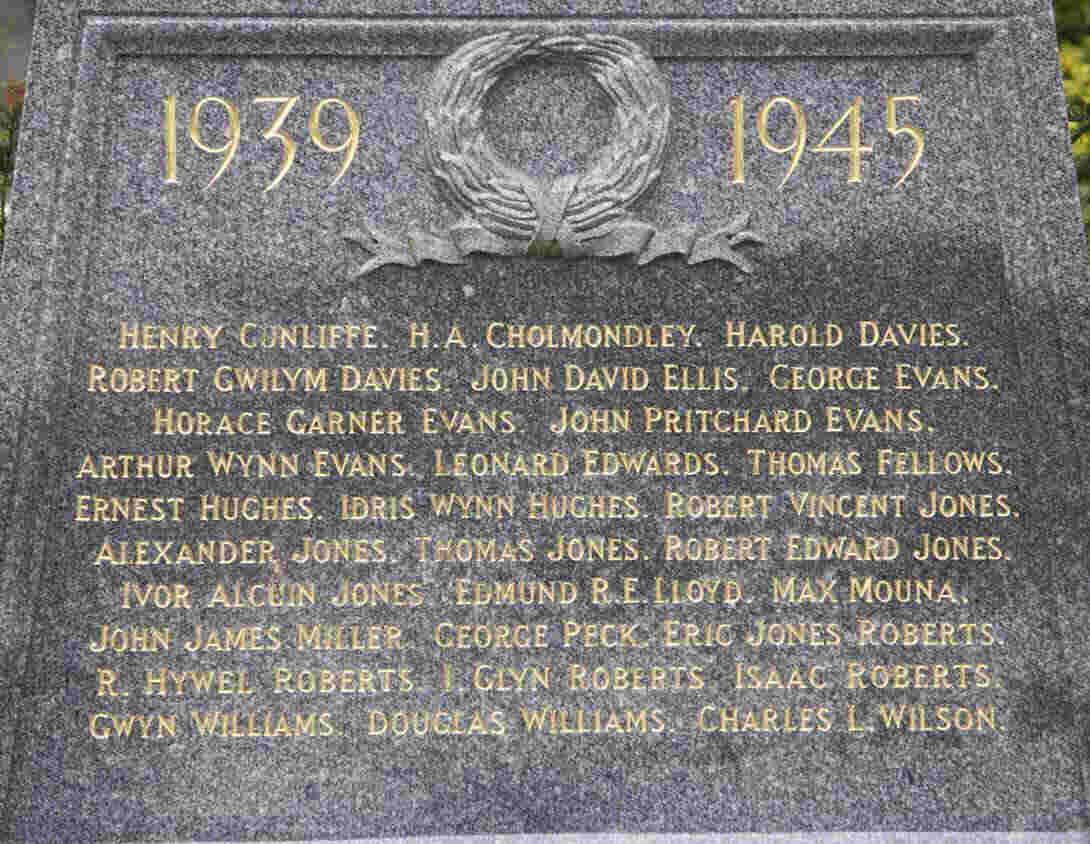 1939 1945
HENRY CUNLIFFE. H.A. CHOLMONDLEY. HAROLD DAVIES.
ROBERT GWILYM DAVIES. JOHN DAVID ELLIS. GEORGE EVANS.
HORACE GARNER EVANS. JOHN PRITCHARD EVANS.
ARTHUR WYNN EVANS. LEONARD EDWARDS. THOMAS FELLOWS.
ERNEST HUGHES. IDRIS WYNN HUGHES. ROBERT VINCENT JONES.
ALEXANDER JONES. THOMAS JONES. ROBERT EDWARD JONES.
IVOR ALCUIN JONES. EDMUND R.E. LLOYD. MAX MOUNA.
JOHN JAMES MILLER. GEORGE PECK. ERIC JONES ROBERTS.
R. HYWEL ROBERTS. I. GLYN ROBERTS. ISAAC ROBERTS.
GWYN WILLIAMS. DOUGLAS WILLIAMS. CHARLES L. WILSON.